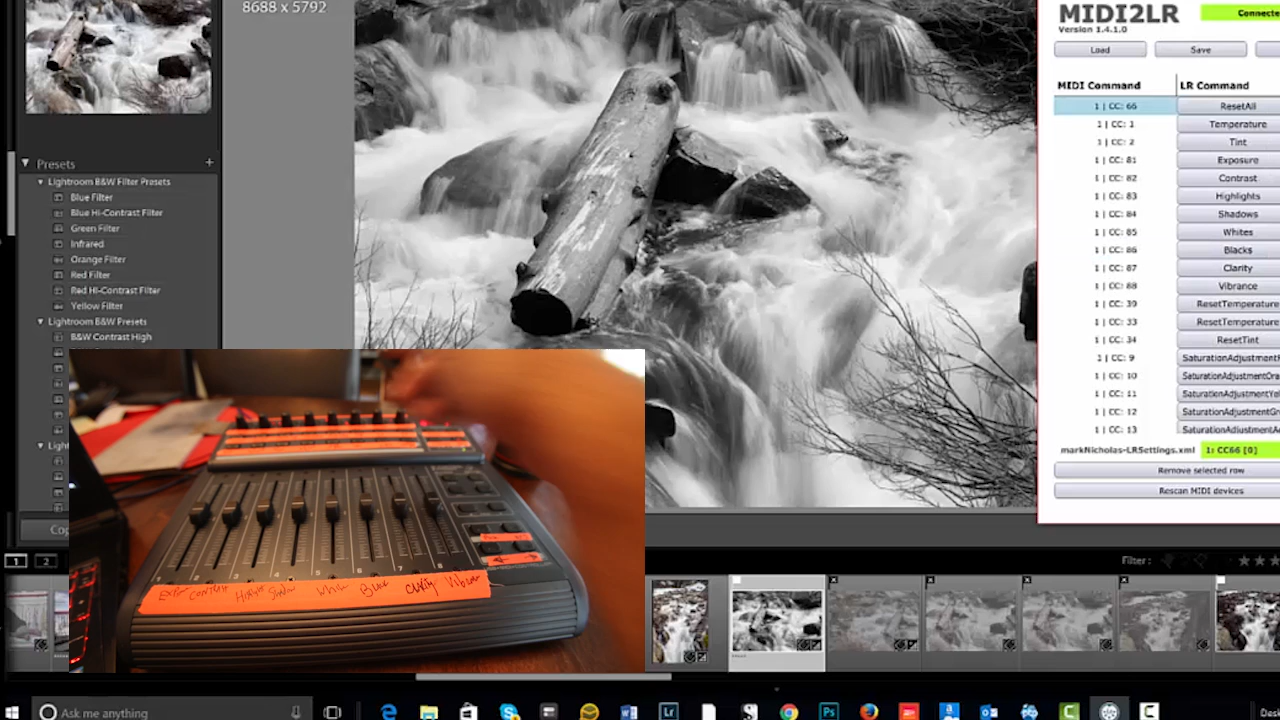 8688 x 5792
MIDI2LR
Version 1.4.1.0
Load
Save
MIDI Command
LR Command
1 | CC: 66
ResetAll
1 | CC: 1
Temperature
1 | CC: 2
Tint
1 | CC: 81
Exposure
1 | CC: 82
Contrast
1 | CC: 83
Highlights
1 | CC: 84
Shadows
1 | CC: 85
Whites
1 | CC: 86
Blacks
1 | CC: 87
Clarity
1 | CC: 88
Vibrance
1 | CC: 39
ResetTemperature
1 | CC: 33
ResetTemperature
1 | CC: 34
ResetTint
1 | CC: 9
1 | CC: 10
1 | CC: 11
1 | CC: 12
1 | CC: 13
markNicholas-LRSettings.xml
1: CC66 [0]
Remove selected row
Rescan MIDI devices
Presets
Lightroom B&W Filter Presets
Blue Filter
Blue Hi-Contrast Filter
Green Filter
Infrared
Orange Filter
Red Filter
Red Hi-Contrast Filter
Yellow Filter
Lightroom B&W Presets
B&W Contrast High
1 2
Filter :
Ask me anything
Lr
Ps